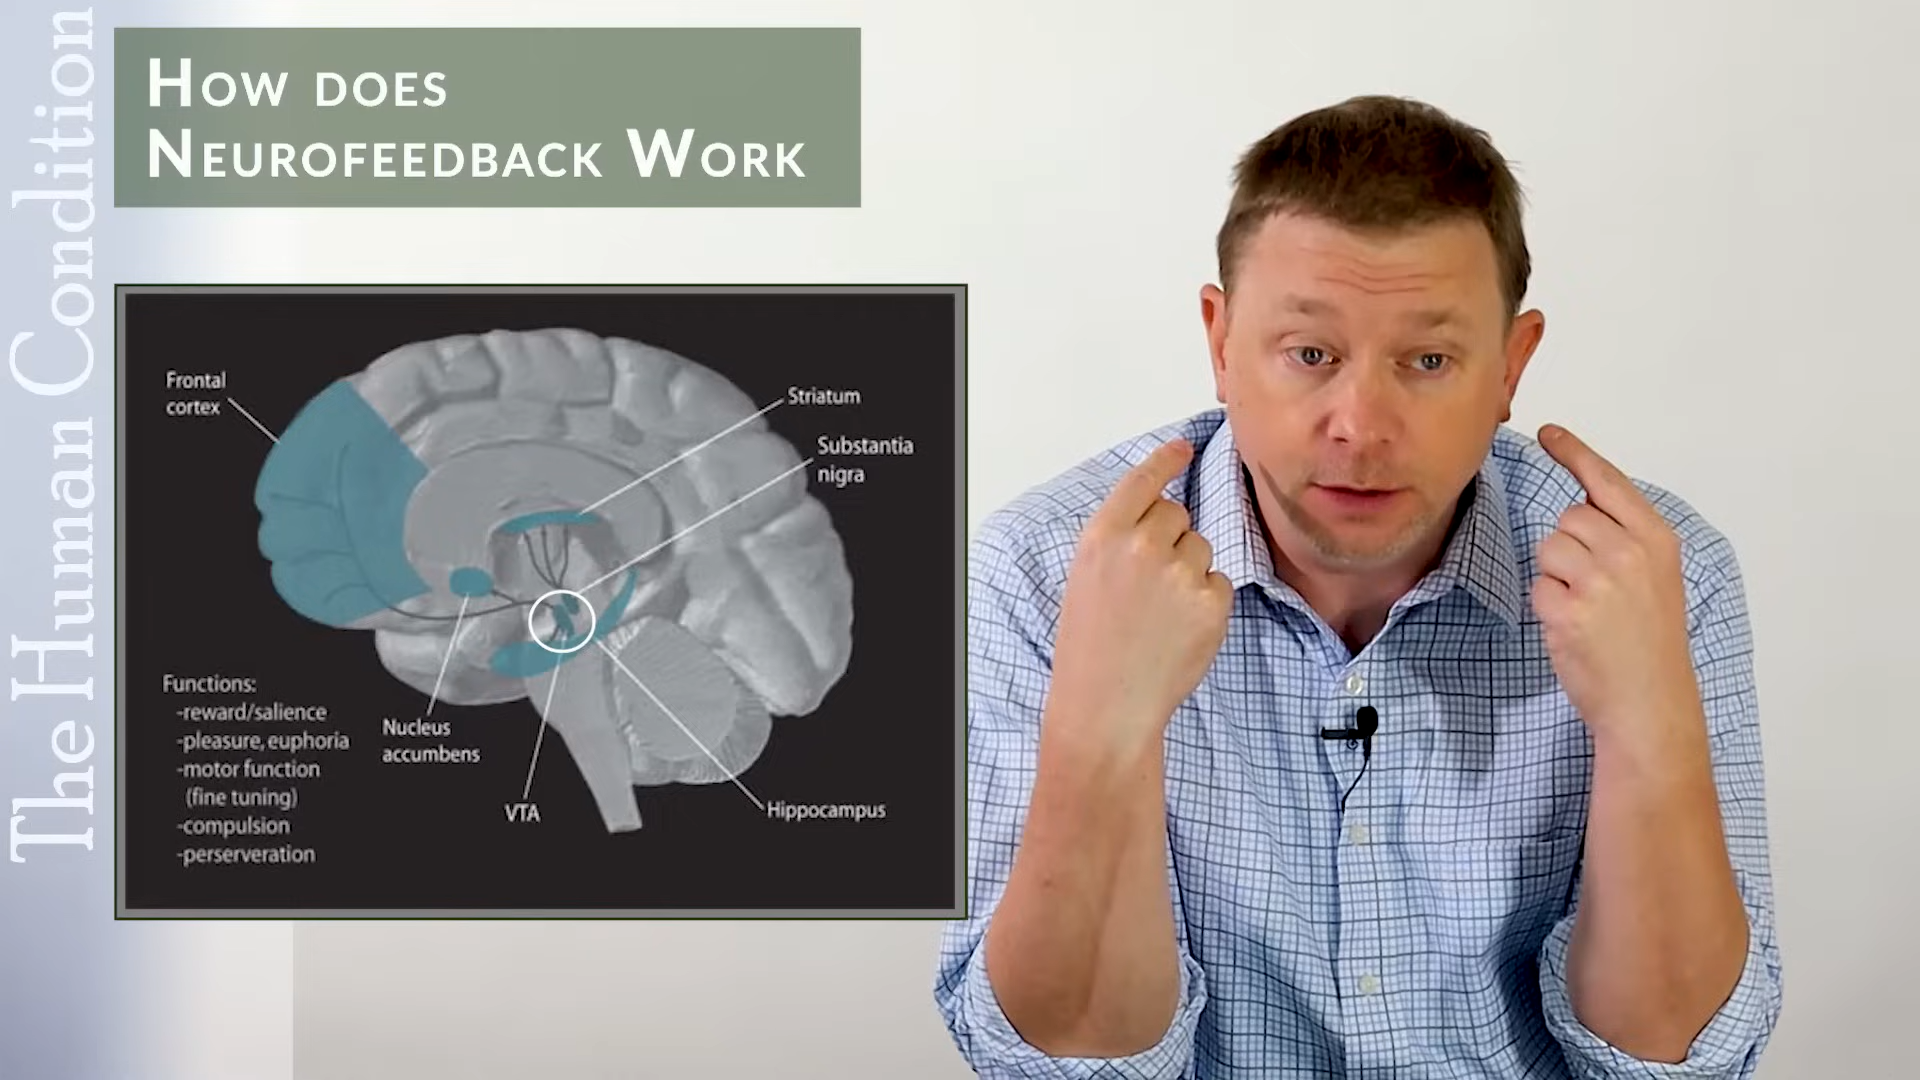 The Human Condition
How does
Neurofeedback Work
Frontal
cortex
Striatum
Substantia
nigra
Functions:
-reward/salience
-pleasure, euphoria
-motor function
(fine tuning)
-compulsion
-perserveration
Nucleus
accumbens
VTA
Hippocampus